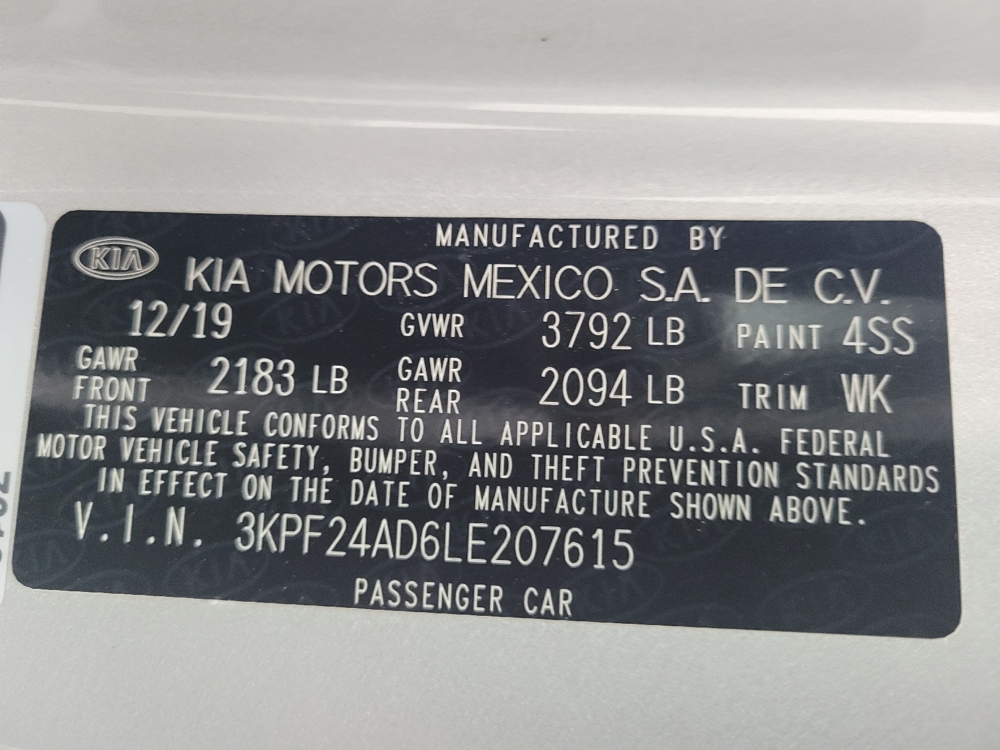 MANUFACTURED BY
KIA
KIA MOTORS MEXICO S.A. DE C.V.
12/19 GVWR 3792 LB PAINT 4SS
GAWR FRONT 2183 LB GAWR REAR 2094 LB TRIM WK
THIS VEHICLE CONFORMS TO ALL APPLICABLE U.S.A. FEDERAL
MOTOR VEHICLE SAFETY, BUMPER, AND THEFT PREVENTION STANDARDS
IN EFFECT ON THE DATE OF MANUFACTURE SHOWN ABOVE.
V.I.N. 3KPF24AD6LE207615
PASSENGER CAR